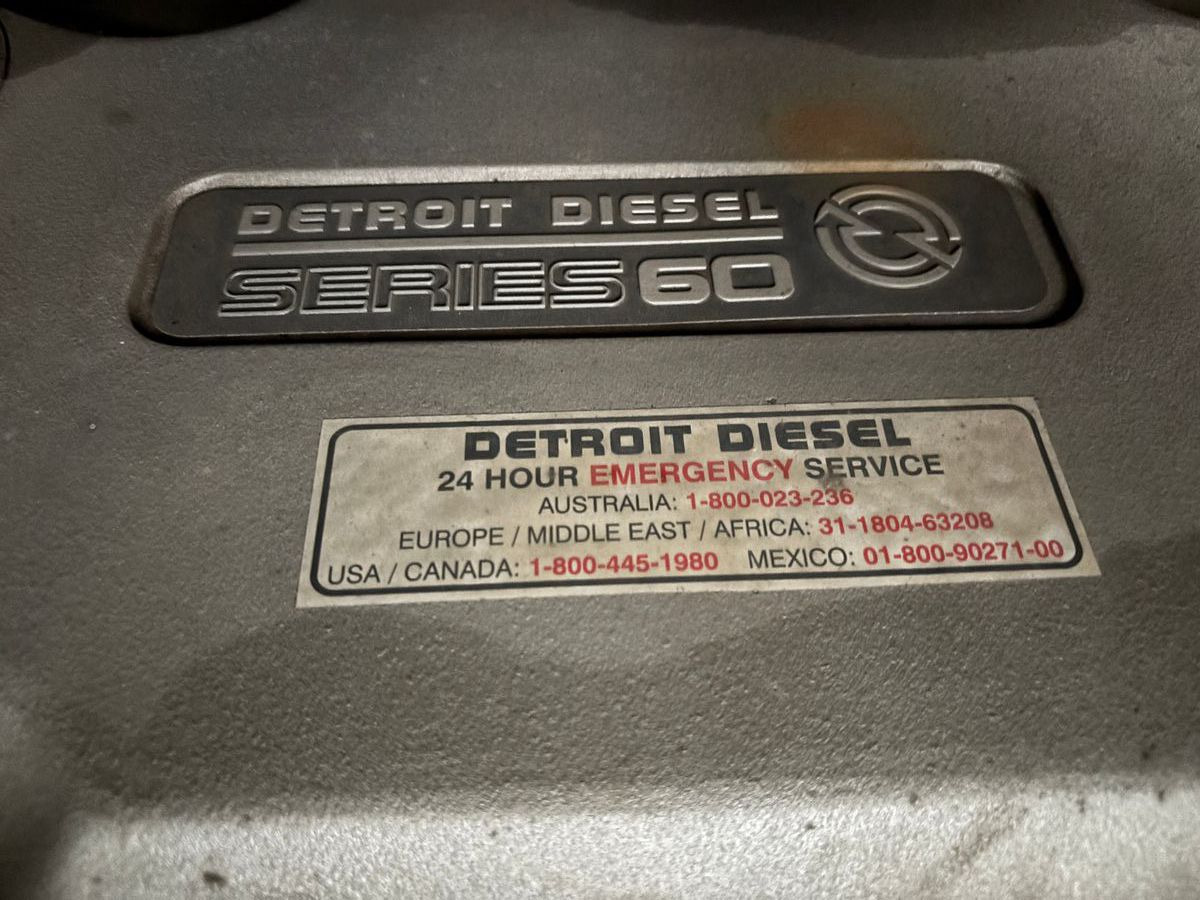 DETROIT DIESEL
SERIES 60
DETROIT DIESEL
24 HOUR EMERGENCY SERVICE
AUSTRALIA: 1-800-023-236
EUROPE / MIDDLE EAST / AFRICA: 31-1804-63208
USA / CANADA: 1-800-445-1980 MEXICO: 01-800-90271-00